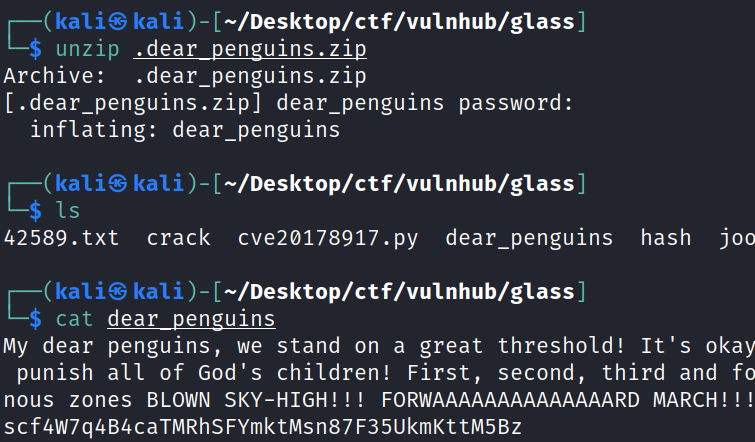 ┌──(kali㉿kali)-[~/Desktop/ctf/vulnhub/glass]
└─$ unzip .dear_penguins.zip
Archive:  .dear_penguins.zip
[.dear_penguins.zip] dear_penguins password:
  inflating: dear_penguins
┌──(kali㉿kali)-[~/Desktop/ctf/vulnhub/glass]
└─$ ls
42589.txt  crack  cve20178917.py  dear_penguins  hash  joo
┌──(kali㉿kali)-[~/Desktop/ctf/vulnhub/glass]
└─$ cat dear_penguins
My dear penguins, we stand on a great threshold! It's okay
 punish all of God's children! First, second, third and fo
nous zones BLOWN SKY-HIGH!!! FORWAAAAAAAAAAAAAARD MARCH!!!
scf4W7q4B4caTMRhSFYmktMsn87F35UkmKttM5Bz